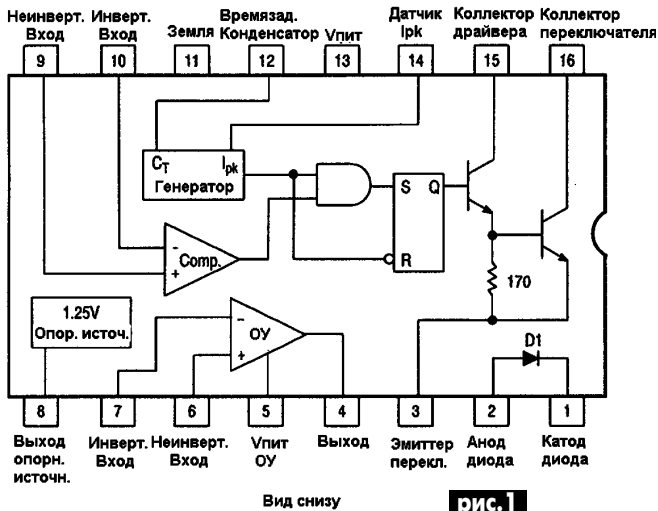 Неинверт.
Вход
Инверт.
Вход
Земля
Времязад.
Конденсатор
Vпит
Датчик
Ipk
Коллектор
драйвера
Коллектор
переключателя
9 10 11 12 13 14 15 16
CT Ipk
Генератор
S Q
R
Comp.
- 
+
170
1.25V
Опор. источ.
-
+
ОУ
D1
8 7 6 5 4 3 2 1
Выход
опорн.
источн.
Инверт.
Вход
Неинверт.
Вход
Vпит
ОУ
Выход
Эмиттер
перекл.
Анод
диода
Катод
диода
Вид снизу
рис.1